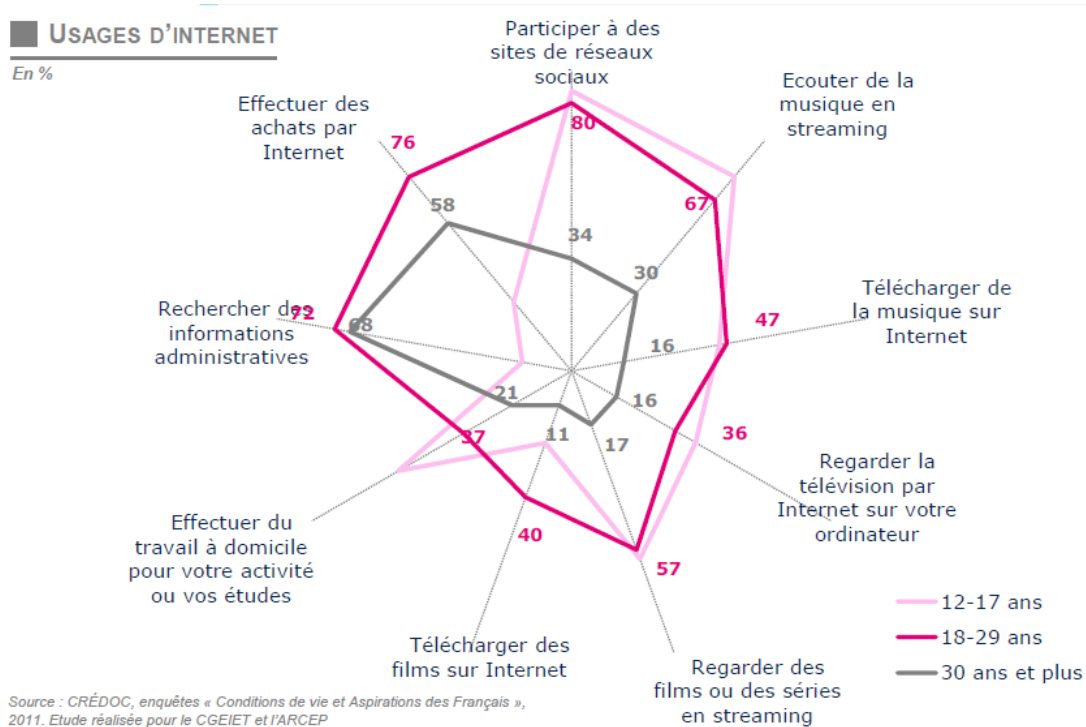 USAGES D'INTERNET
En %
Participer à des
sites de réseaux
sociaux
Ecouter de la
musique en
streaming
Télécharger de
la musique sur
Internet
Regarder la
télévision par
Internet sur votre
ordinateur
Regarder des
films ou des séries
en streaming
Télécharger des
films sur Internet
Effectuer du
travail à domicile
pour votre activité
ou vos études
Rechercher des
informations
administratives
Effectuer des
achats par
Internet
80
67
47
36
57
40
37
72
76
34
30
16
16
17
11
21
68
58
12-17 ans
18-29 ans
30 ans et plus
Source : CRÉDOC, enquêtes « Conditions de vie et Aspirations des Français »,
2011. Etude réalisée pour le CGEIET et l'ARCEP